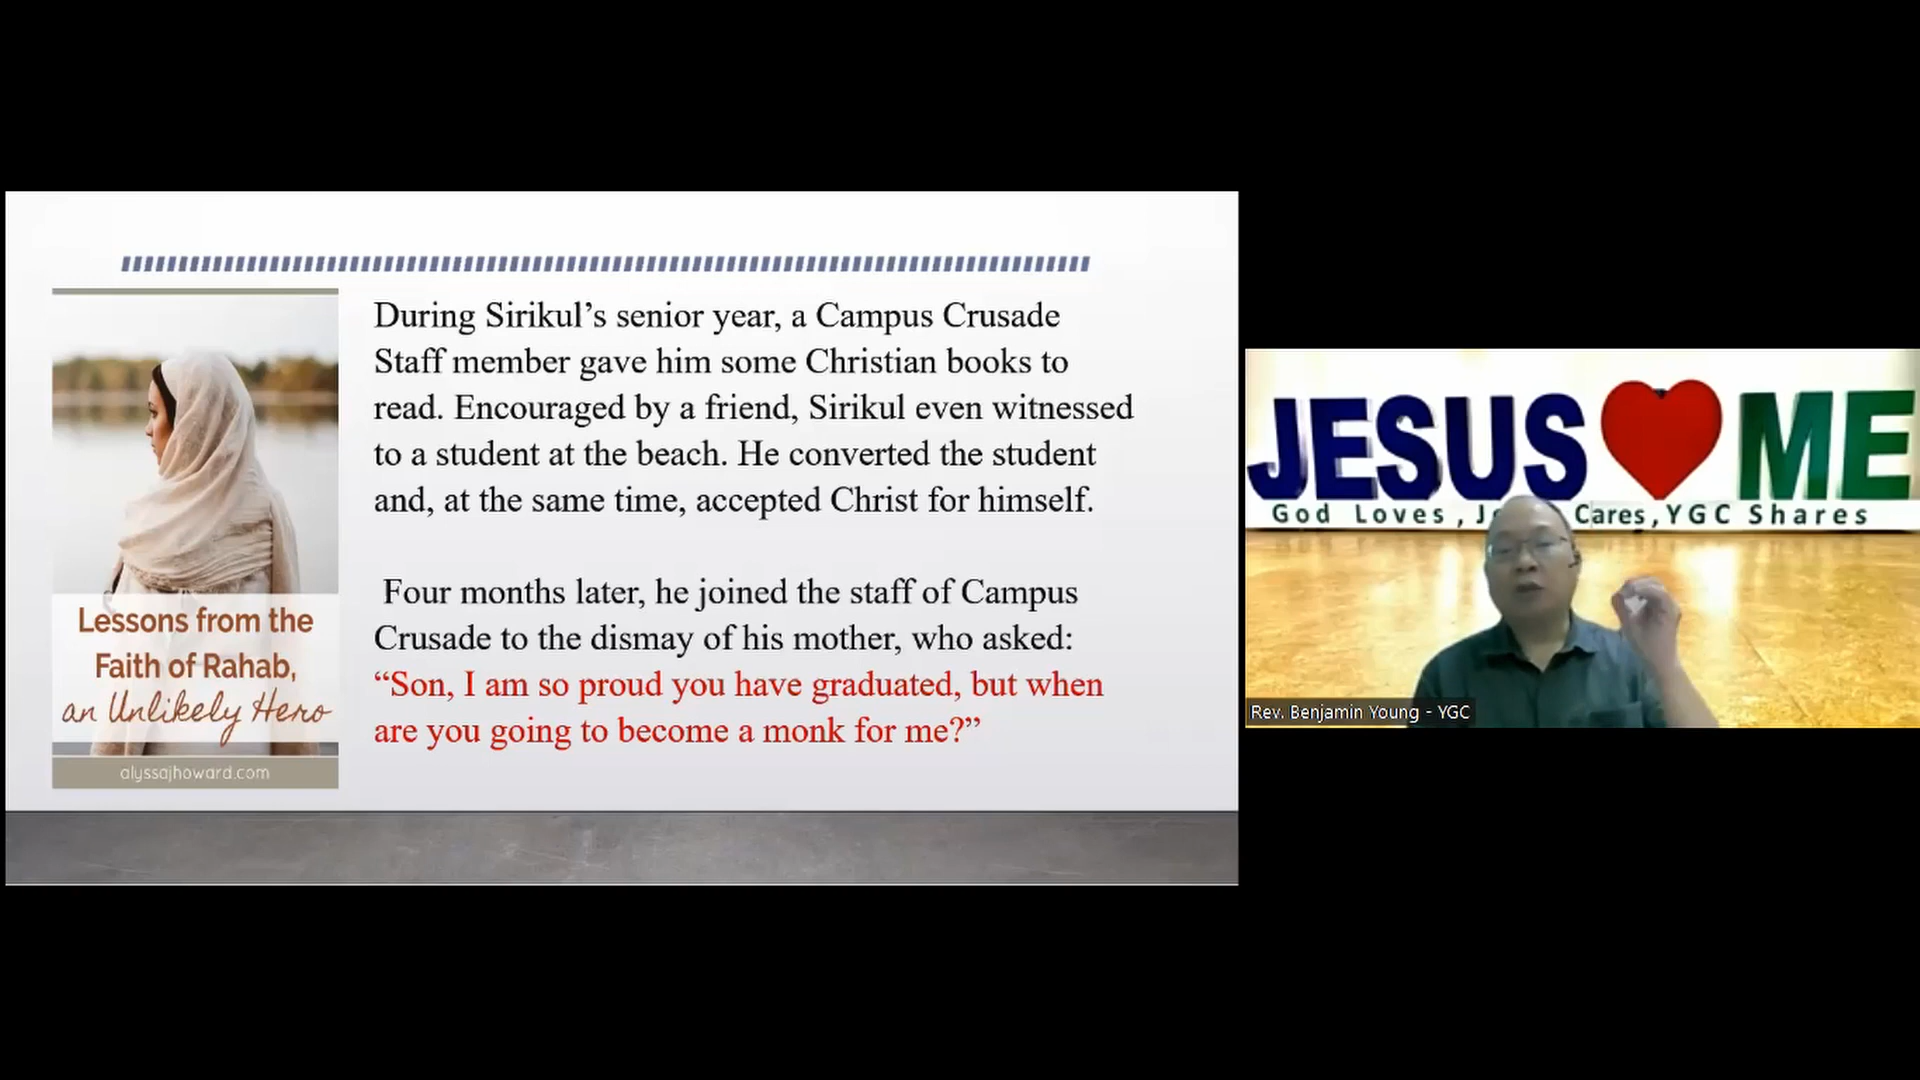 During Sirikul’s senior year, a Campus Crusade
Staff member gave him some Christian books to
read. Encouraged by a friend, Sirikul even witnessed
to a student at the beach. He converted the student
and, at the same time, accepted Christ for himself.
Four months later, he joined the staff of Campus
Crusade to the dismay of his mother, who asked:
“Son, I am so proud you have graduated, but when
are you going to become a monk for me?”
Lessons from the
Faith of Rahab,
an Unlikely Hero
alyssajhoward.com
JESUS ME
God Loves, Cares, YGC Shares
Rev. Benjamin Young - YGC